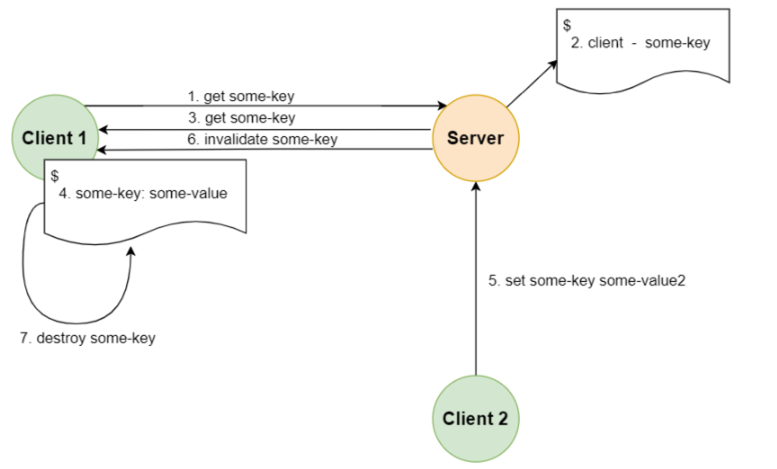 $
2. client - some-key
1. get some-key
3. get some-key
6. invalidate some-key
Client 1
Server
$
4. some-key: some-value
5. set some-key some-value2
7. destroy some-key
Client 2